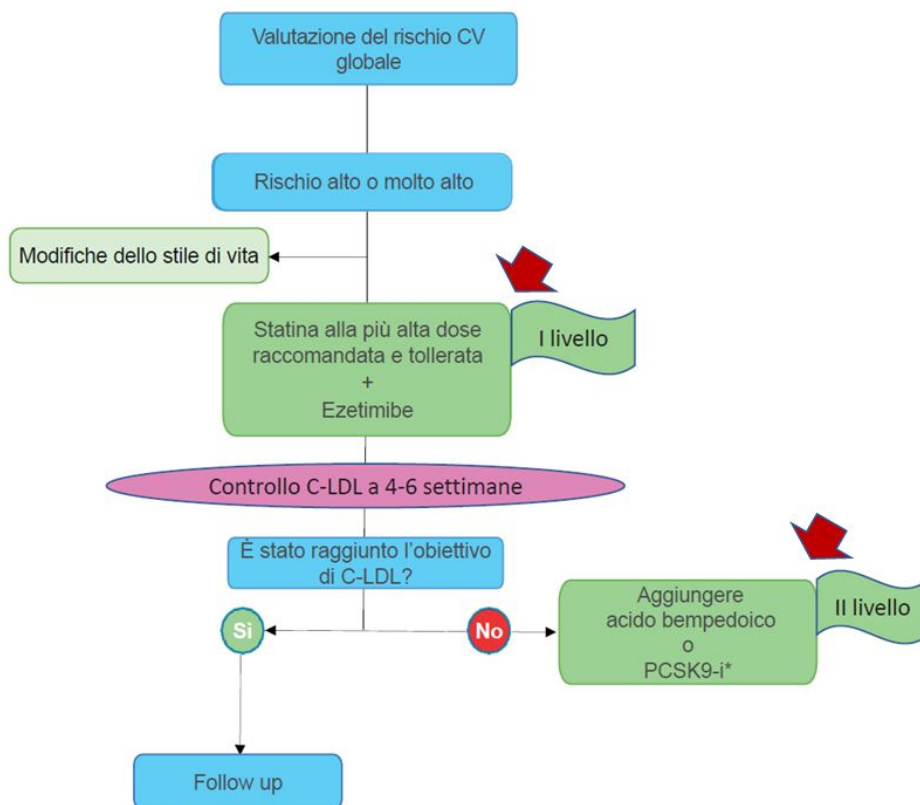 Valutazione del rischio CV
globale
Rischio alto o molto alto
Modifiche dello stile di vita
Statina alla più alta dose
raccomandata e tollerata
+
Ezetimibe
I livello
Controllo C-LDL a 4-6 settimane
È stato raggiunto l'obiettivo
di C-LDL?
Sì
No
Aggiungere
acido bempedoico
o
PCSK9-i*
II livello
Follow up